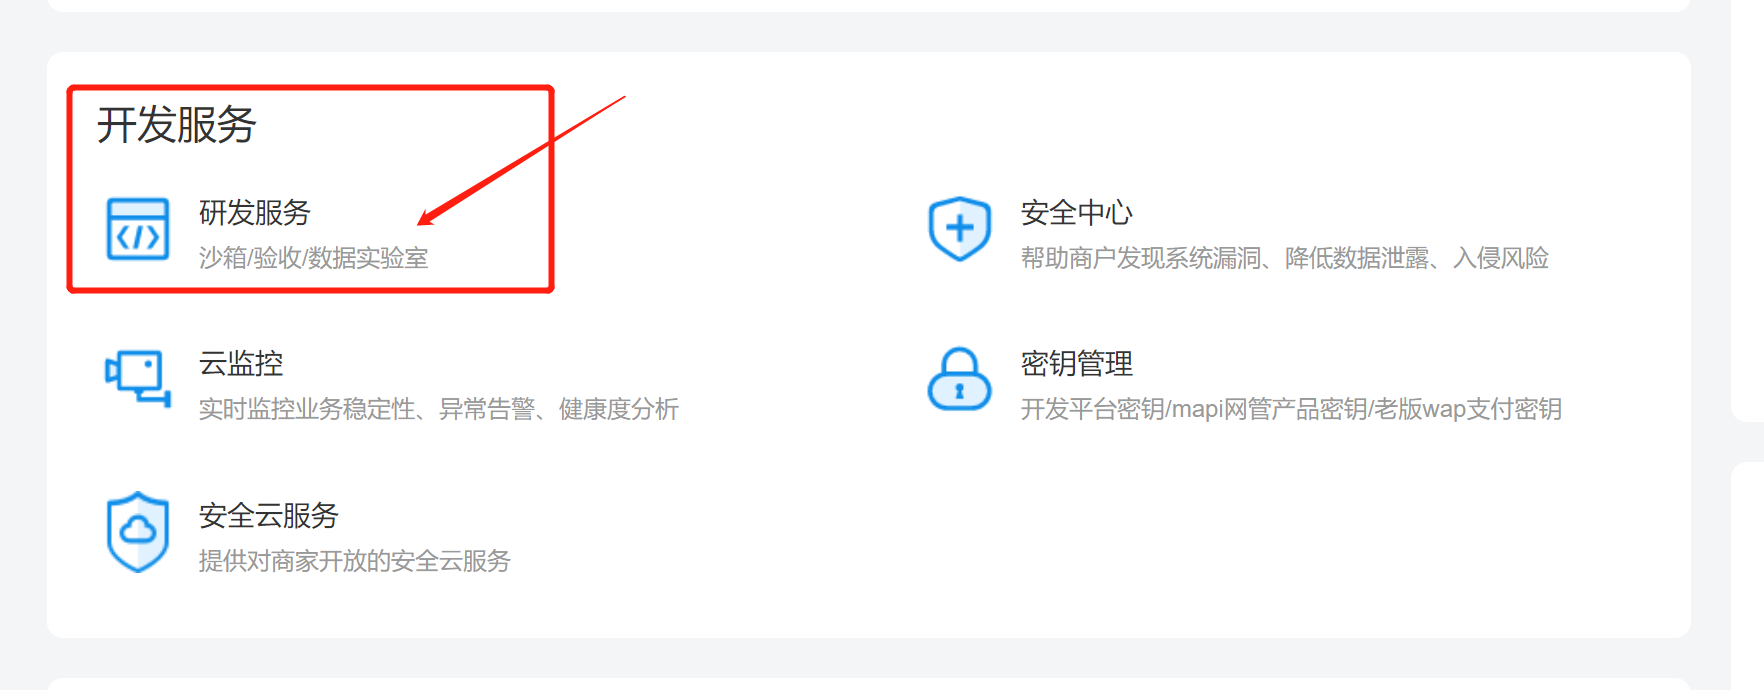 开发服务
研发服务
沙箱/验收/数据实验室
安全中心
帮助商户发现系统漏洞、降低数据泄露、入侵风险
云监控
实时监控业务稳定性、异常告警、健康度分析
密钥管理
开发平台密钥/mapi网管产品密钥/老版wap支付密钥
安全云服务
提供对商家开放的安全云服务